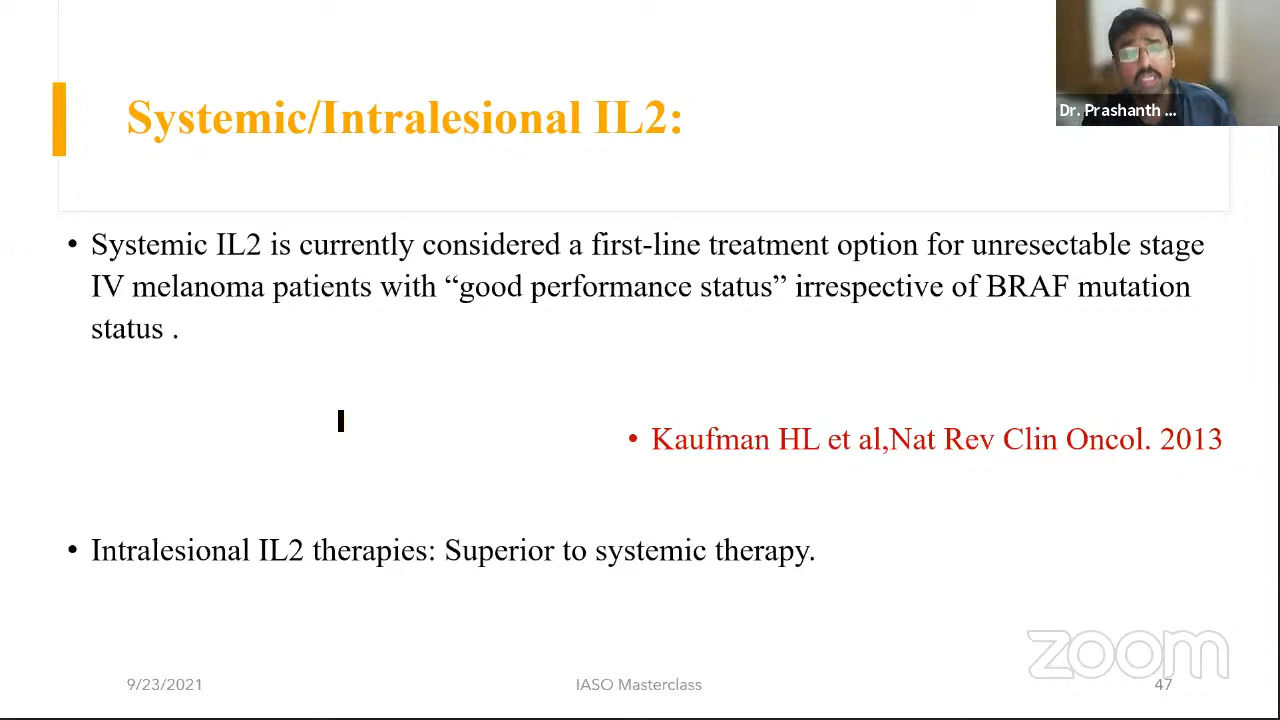 Dr. Prashanth ...
Systemic/Intralesional IL2:
• Systemic IL2 is currently considered a first-line treatment option for unresectable stage
IV melanoma patients with “good performance status” irrespective of BRAF mutation
status .
• Kaufman HL et al,Nat Rev Clin Oncol. 2013
• Intralesional IL2 therapies: Superior to systemic therapy.
zoom
9/23/2021
IASO Masterclass
47